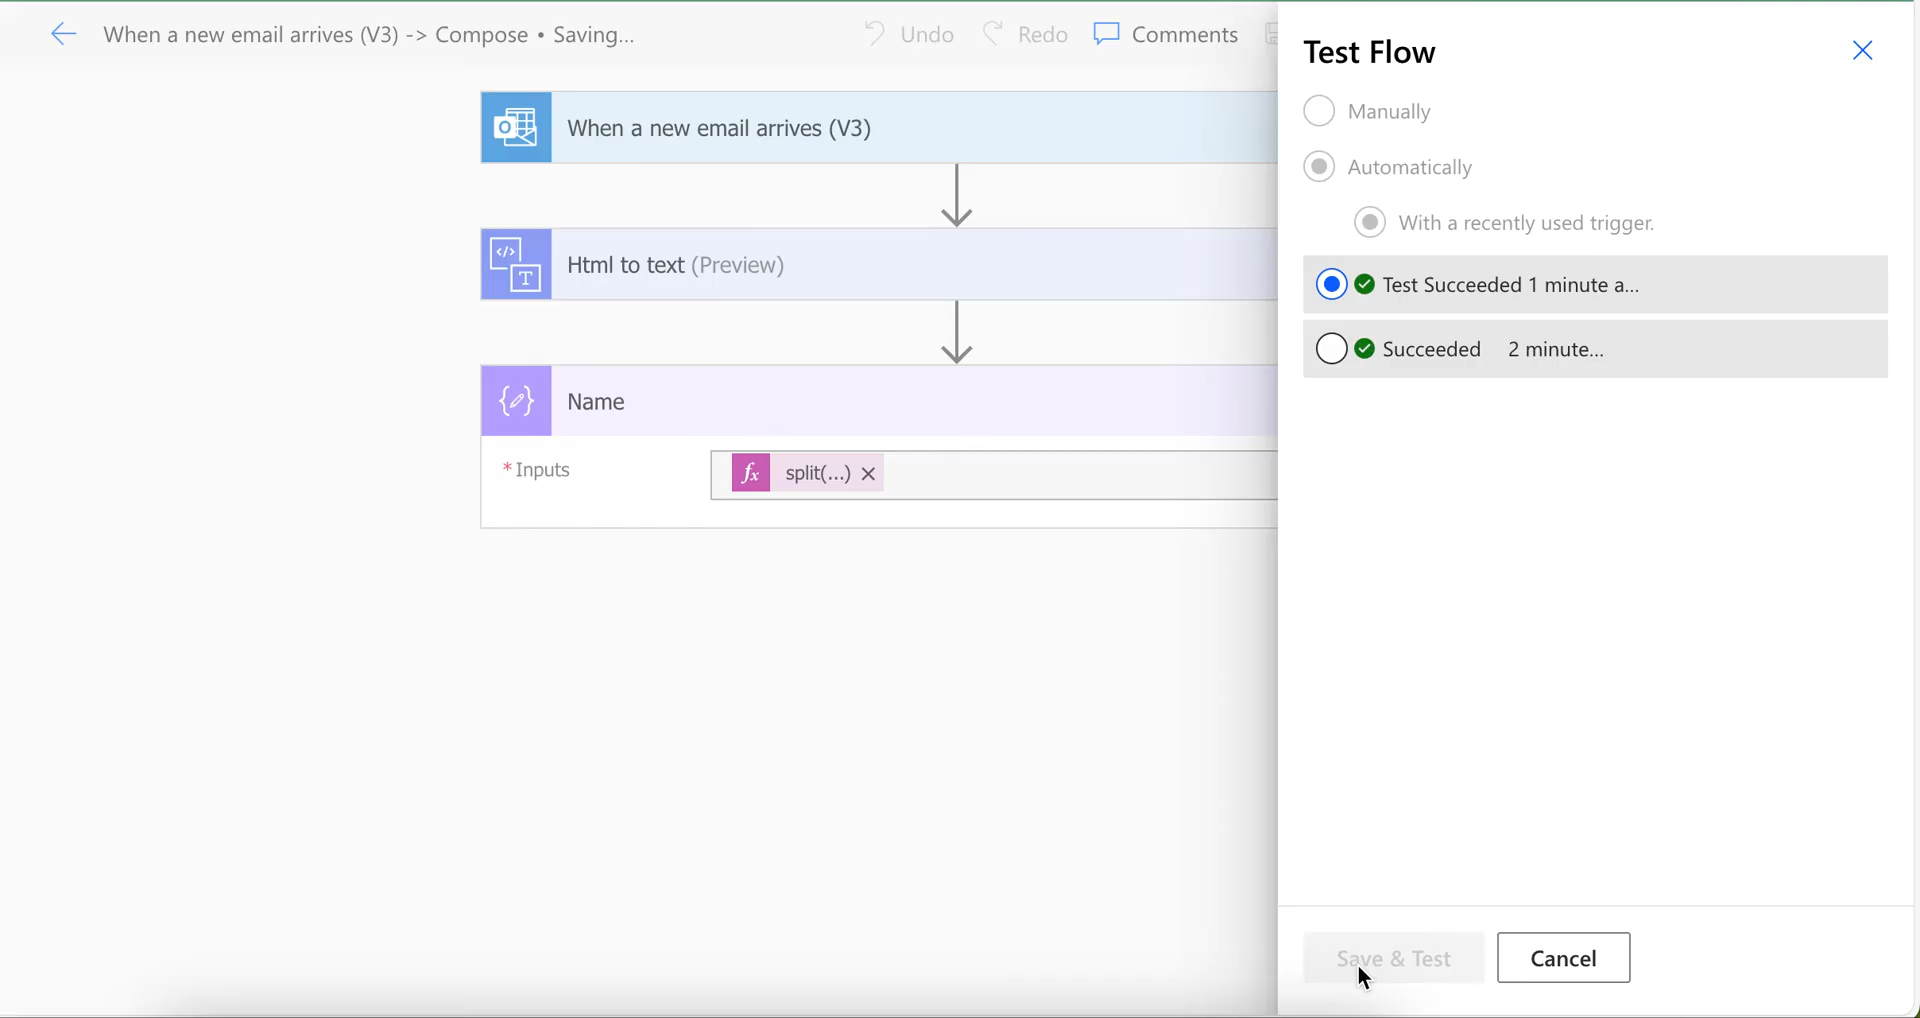 When a new email arrives (V3) -> Compose • Saving...
Undo
Redo
Comments
When a new email arrives (V3)
Html to text (Preview)
Name
* Inputs
fx split(...) ×
Test Flow
Manually
Automatically
With a recently used trigger.
Test Succeeded 1 minute a...
Succeeded 2 minute...
Save & Test
Cancel